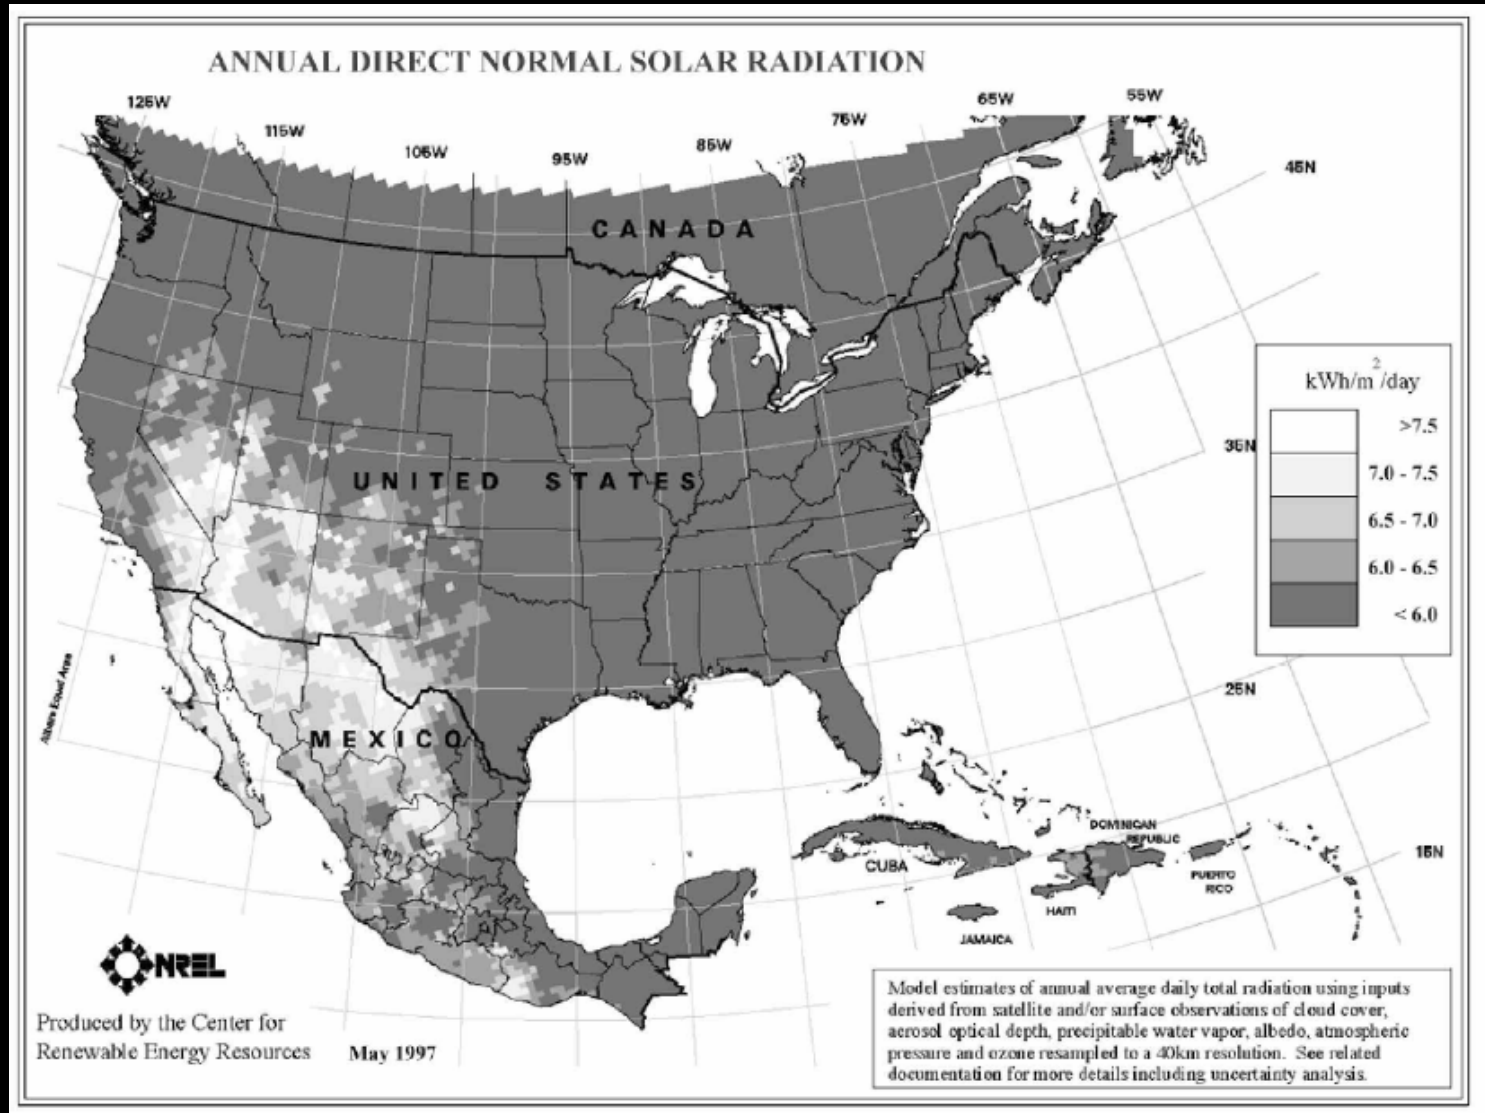 ANNUAL DIRECT NORMAL SOLAR RADIATION
125W
115W
105W
95W
85W
75W
65W
55W
45N
35N
25N
15N
CANADA
UNITED STATES
MEXICO
kWh/m2/day
>7.5
7.0 - 7.5
6.5 - 7.0
6.0 - 6.5
< 6.0
Albers Equal Area
CUBA
DOMINICAN
REPUBLIC
PUERTO
RICO
HAITI
JAMAICA
NREL
Produced by the Center for
Renewable Energy Resources
May 1997
Model estimates of annual average daily total radiation using inputs
derived from satellite and/or surface observations of cloud cover,
aerosol optical depth, precipitable water vapor, albedo, atmospheric
pressure and ozone resampled to a 40km resolution. See related
documentation for more details including uncertainty analysis.